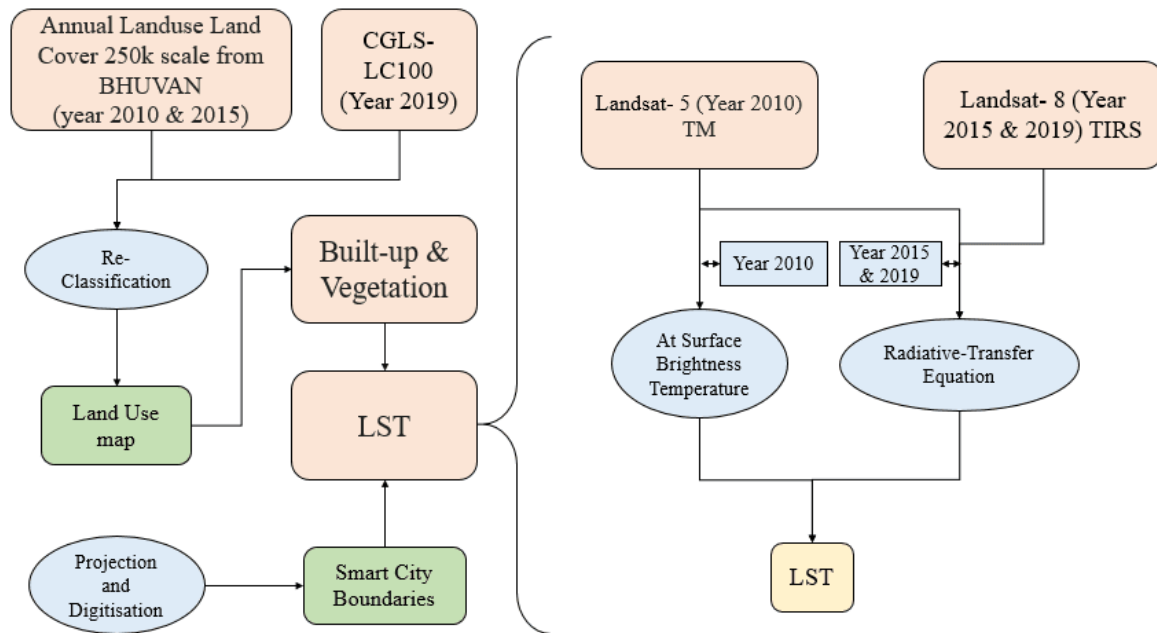 Annual Landuse Land
Cover 250k scale from
BHUVAN
(year 2010 & 2015)
CGLS-
LC100
(Year 2019)
Re-
Classification
Land Use
map
Built-up &
Vegetation
LST
Projection
and
Digitisation
Smart City
Boundaries
Landsat- 5 (Year 2010)
TM
Landsat- 8 (Year
2015 & 2019) TIRS
Year 2010
Year 2015
& 2019
At Surface
Brightness
Temperature
Radiative-Transfer
Equation
LST